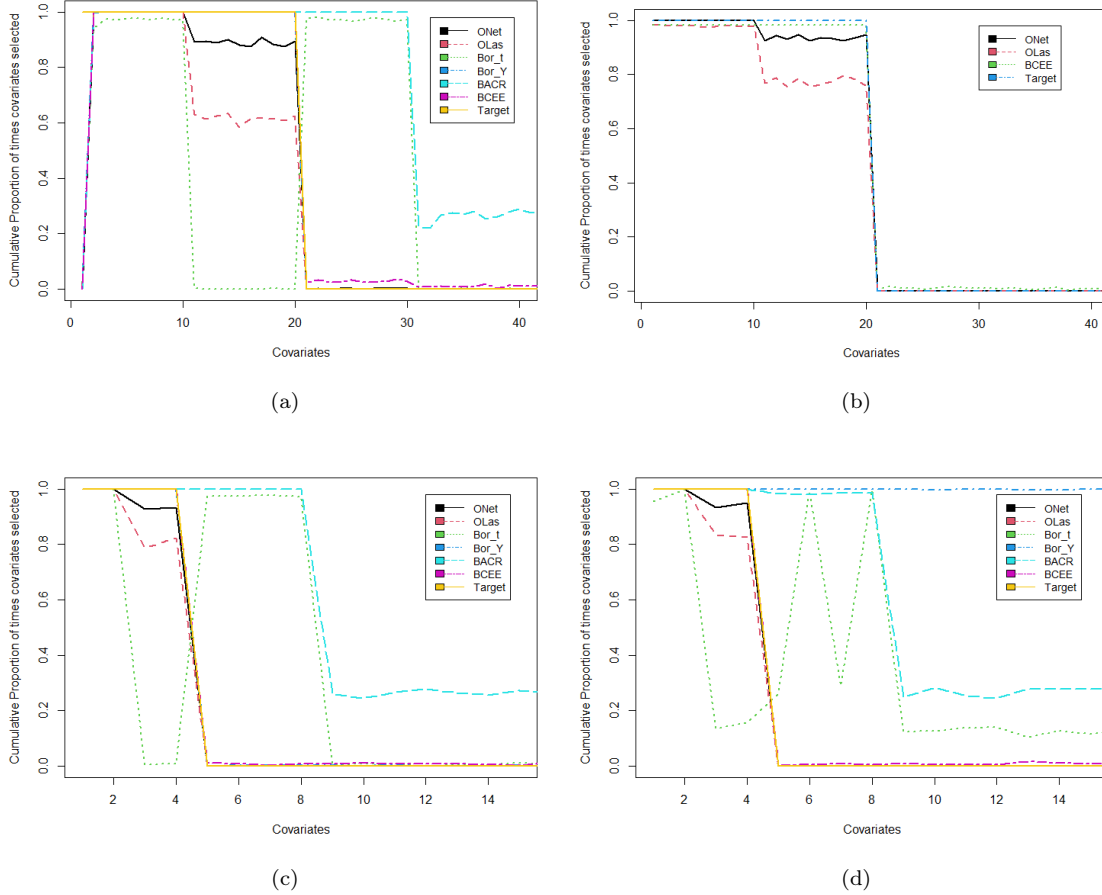 Cumulative Proportion of times covariates selected
1.0
0.8
0.6
0.4
0.2
0.0
0
10
20
30
40
Covariates
ONet
OLas
Bor_t
Bor_Y
BACR
BCEE
Target
(a)
Cumulative Proportion of times covariates selected
1.0
0.8
0.6
0.4
0.2
0.0
0
10
20
30
40
Covariates
ONet
OLas
BCEE
Target
(b)
Cumulative Proportion of times covariates selected
1.0
0.8
0.6
0.4
0.2
0.0
2
4
6
8
10
12
14
Covariates
ONet
OLas
Bor_t
Bor_Y
BACR
BCEE
Target
(c)
Cumulative Proportion of times covariates selected
1.0
0.8
0.6
0.4
0.2
0.0
2
4
6
8
10
12
14
Covariates
ONet
OLas
Bor_t
Bor_Y
BACR
BCEE
Target
(d)